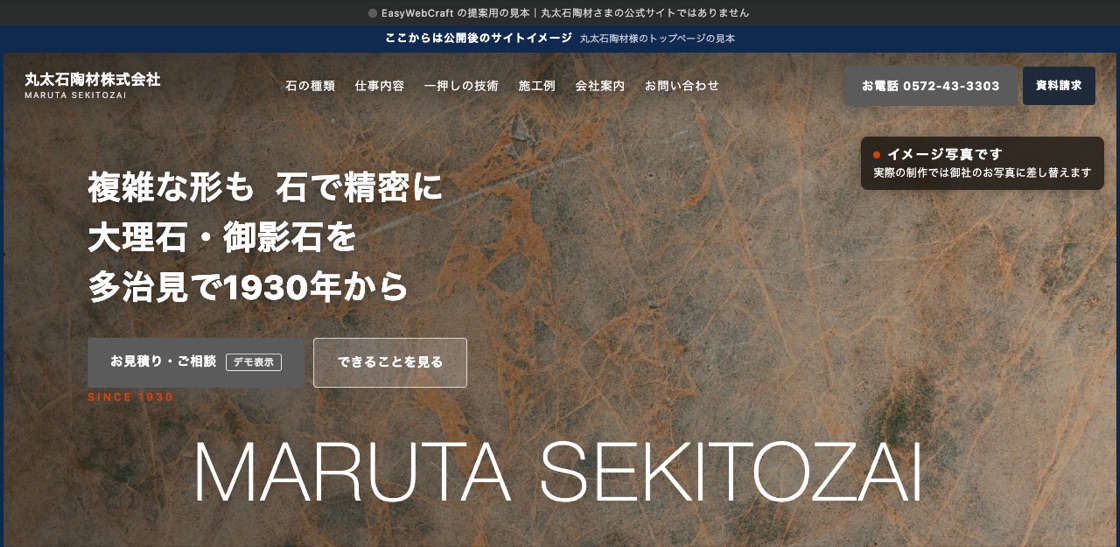 EasyWebCraft の提案用の見本｜丸太石陶材さまの公式サイトではありません
ここからは公開後のサイトイメージ 丸太石陶材様のトップページの見本
丸太石陶材株式会社
MARUTA SEKITOZAI
石の種類 仕事内容 一押しの技術 施工例 会社案内 お問い合わせ
お電話 0572-43-3303
資料請求
イメージ写真です
実際の制作では御社のお写真に差し替えます
複雑な形も 石で精密に
大理石・御影石を
多治見で1930年から
お見積り・ご相談 デモ表示
できることを見る
SINCE 1930
MARUTA SEKITOZAI